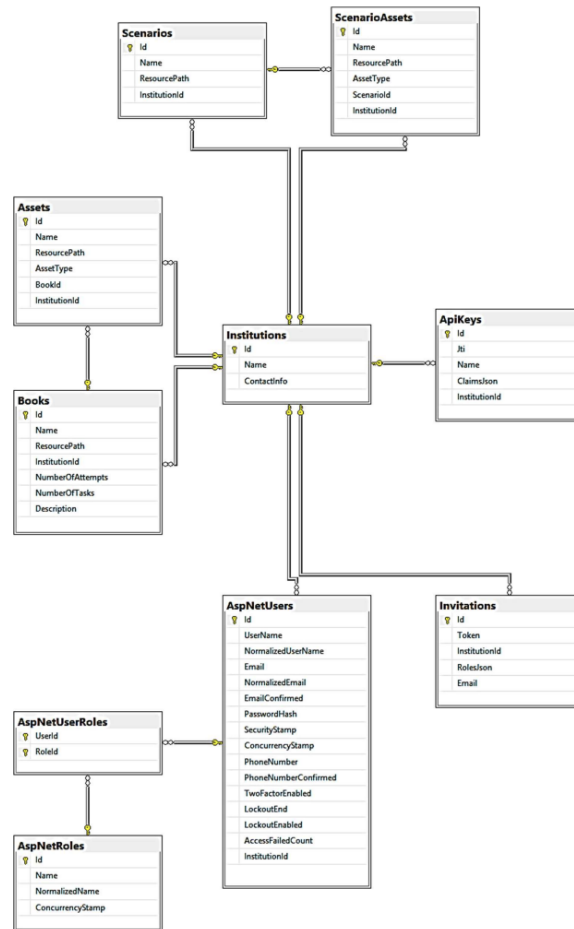 Scenarios
Id
Name
ResourcePath
InstitutionId
ScenarioAssets
Id
Name
ResourcePath
AssetType
ScenarioId
InstitutionId
Assets
Id
Name
ResourcePath
AssetType
BookId
InstitutionId
Institutions
Id
Name
ContactInfo
ApiKeys
Id
Jti
Name
ClaimsJson
InstitutionId
Books
Id
Name
ResourcePath
InstitutionId
NumberOfAttempts
NumberOfTasks
Description
AspNetUsers
Id
UserName
NormalizedUserName
Email
NormalizedEmail
EmailConfirmed
PasswordHash
SecurityStamp
ConcurrencyStamp
PhoneNumber
PhoneNumberConfirmed
TwoFactorEnabled
LockoutEnd
LockoutEnabled
AccessFailedCount
InstitutionId
Invitations
Id
Token
InstitutionId
RolesJson
Email
AspNetUserRoles
UserId
RoleId
AspNetRoles
Id
Name
NormalizedName
ConcurrencyStamp